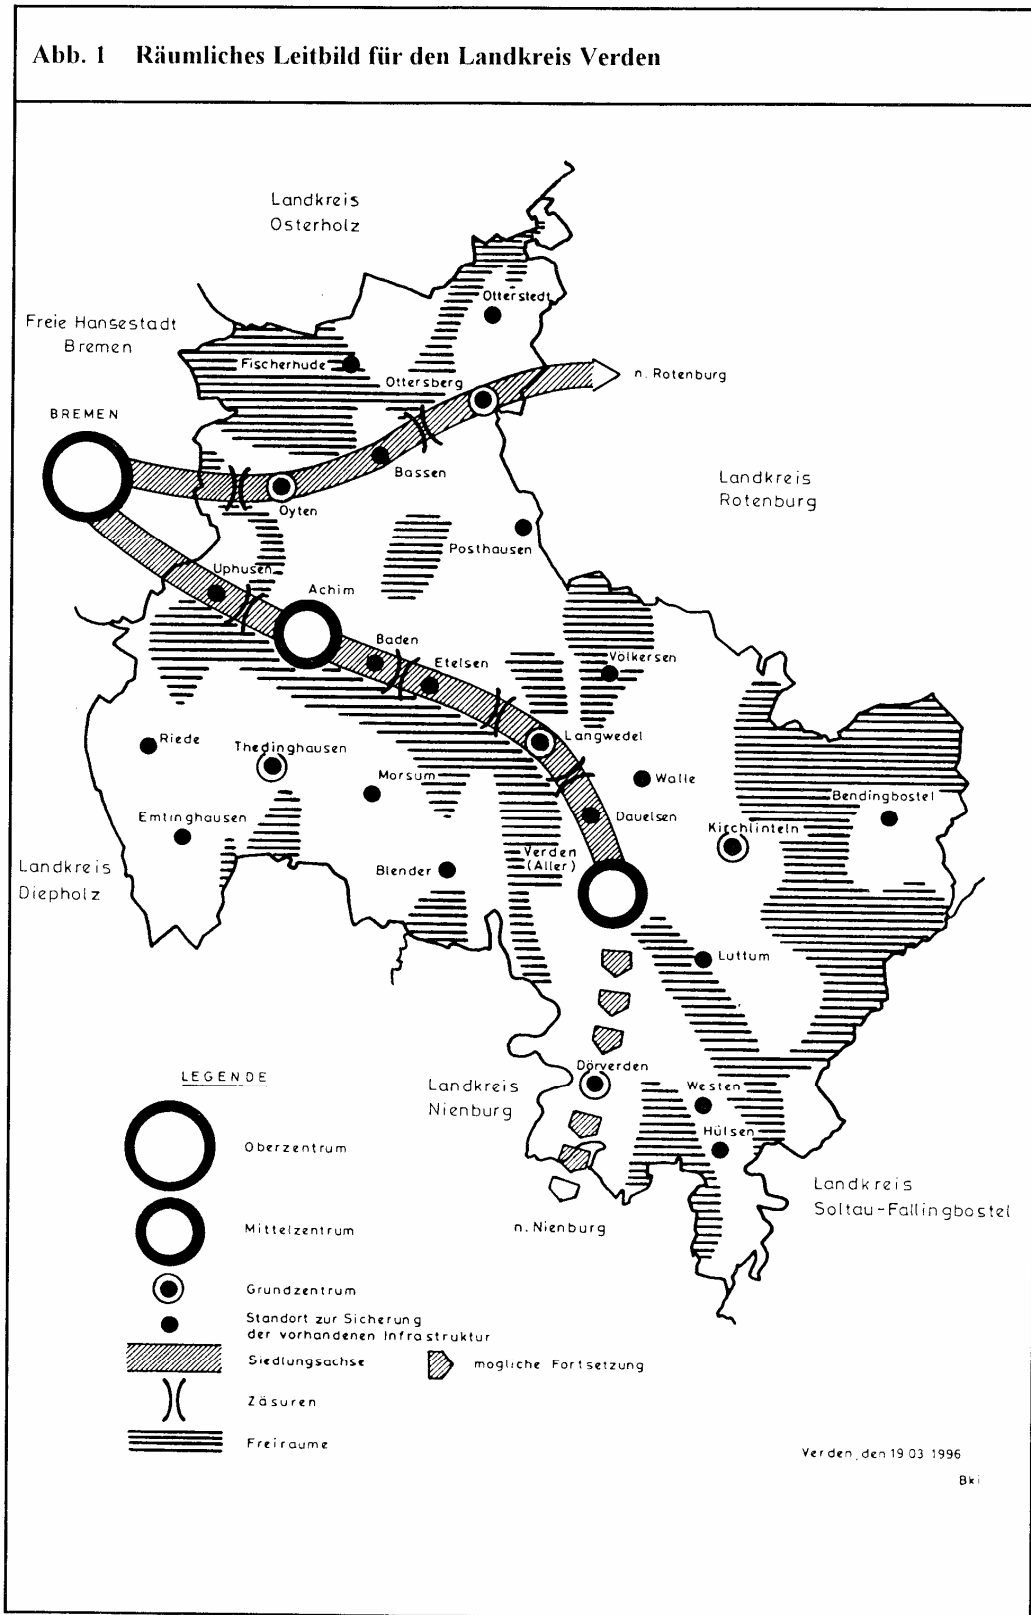 Abb. 1 Räumliches Leitbild für den Landkreis Verden
Landkreis
Osterholz
Otterstedt
Freie Hansestadt
Bremen
Fischerhude
Ottersberg
n. Rotenburg
BREMEN
Bassen
Landkreis
Rotenburg
Oyten
Posthausen
Uphusen
Achim
Baden
Etelsen
Völkersen
Riede
Thedinghausen
Langwedel
Morsum
Walle
Bendingbostel
Emtinghausen
Dauelsen
Kirchlinteln
Verden
(Aller)
Landkreis
Diepholz
Blender
Luttum
Dörverden
Landkreis
Nienburg
Westen
Hülsen
Landkreis
Soltau-Fallingbostel
n. Nienburg
LEGENDE
Oberzentrum
Mittelzentrum
Grundzentrum
Standort zur Sicherung
der vorhandenen Infrastruktur
Siedlungsachse
mogliche Fortsetzung
Zäsuren
Freiraume
Verden, den 19 03 1996
Bki